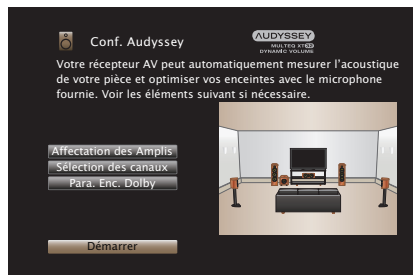 Conf. Audyssey
AUDYSSEY
MULTEQ XT32
DYNAMIC VOLUME
Votre récepteur AV peut automatiquement mesurer l'acoustique
de votre pièce et optimiser vos enceintes avec le microphone
fournie. Voir les éléments suivant si nécessaire.
Affectation des Amplis
Sélection des canaux
Para. Enc. Dolby
Démarrer